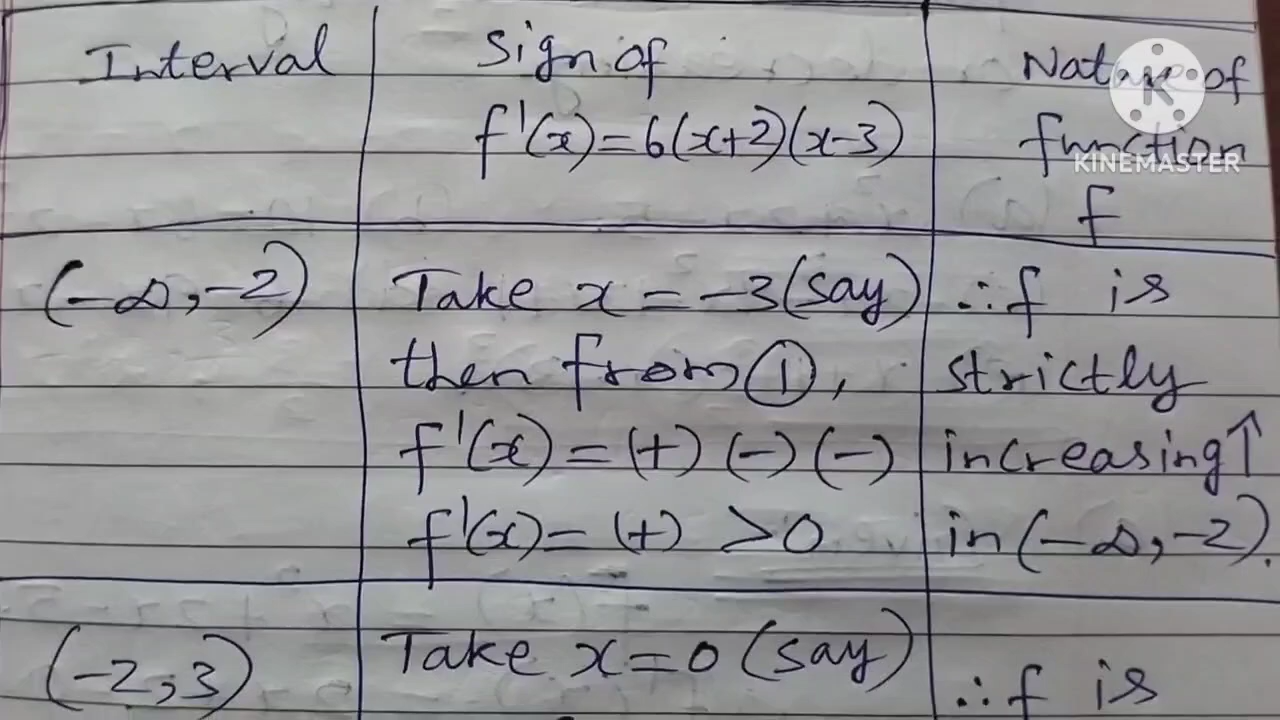 Interval
Sign of
f'(x)=6(x+2)(x-3)
Nature of
function
f
KINEMASTER
(-∞,-2)
Take x = -3 (say)
then from ①,
f'(x) = (+) (-) (-)
f'(x) = (+) > 0
∴ f is
strictly
increasing↑
in (-∞,-2).
(-2,3)
Take x=0 (say)
∴ f is